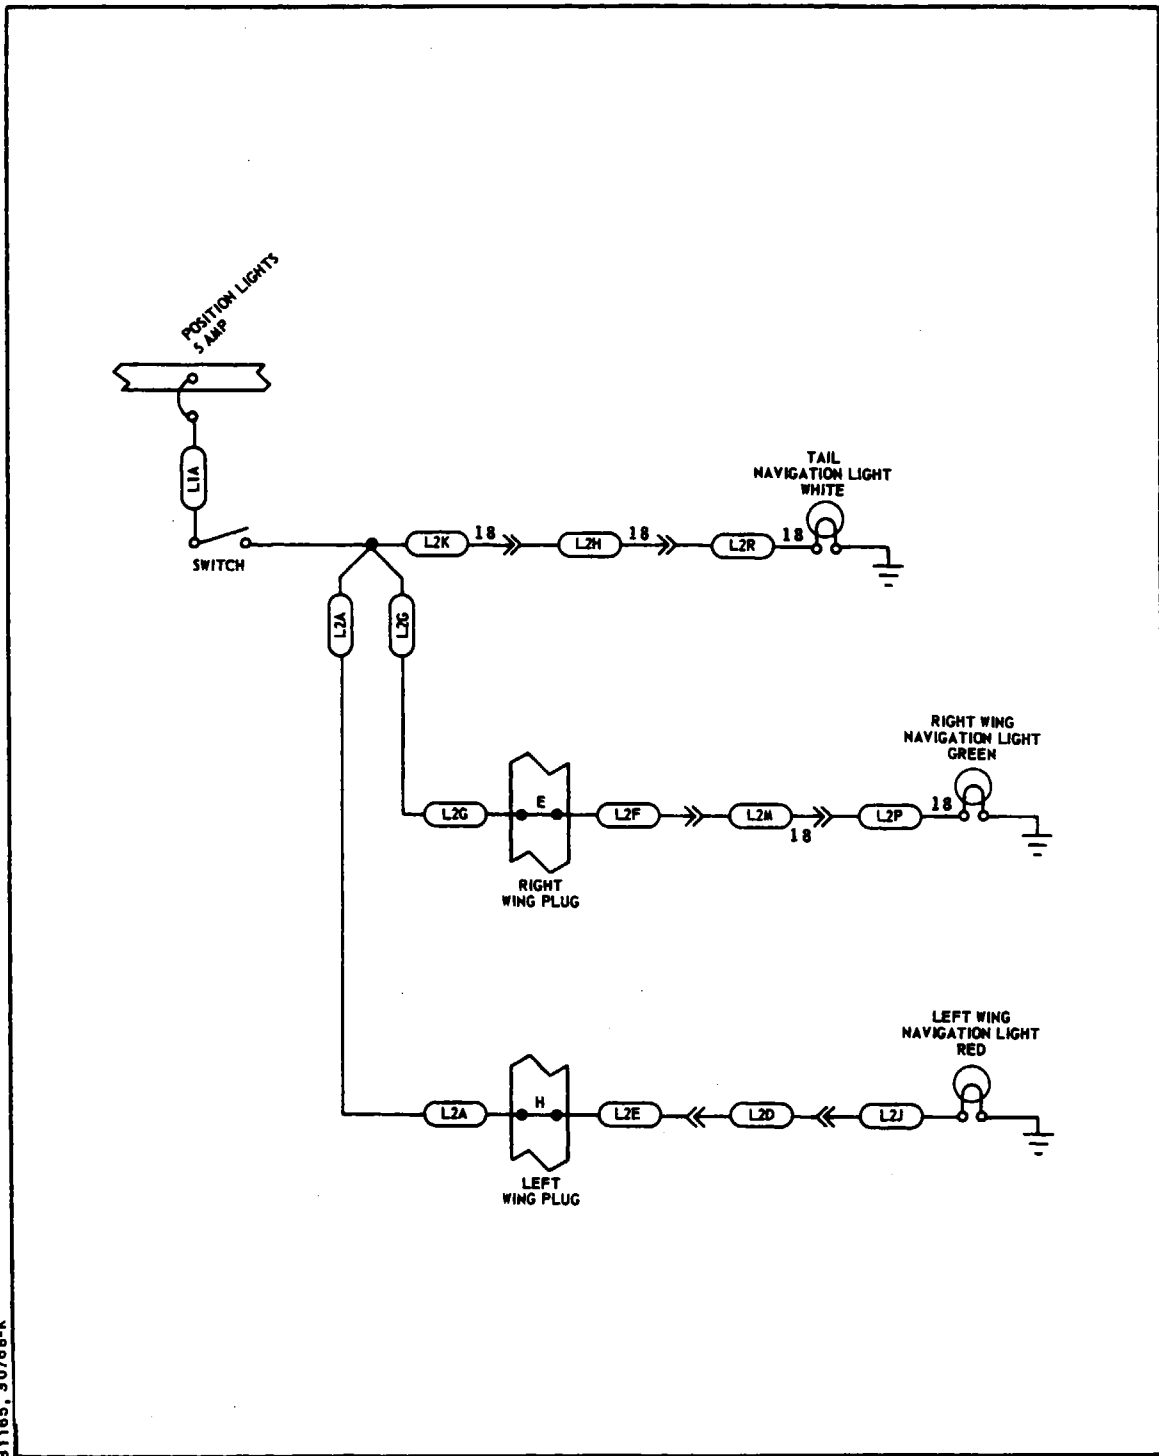 POSITION LIGHTS
5 AMP
L1A
SWITCH
TAIL
NAVIGATION LIGHT
WHITE
L2K
18
L2H
18
L2R
18
L2A
L2G
RIGHT WING
NAVIGATION LIGHT
GREEN
L2G
E
L2F
L2M
18
L2P
18
RIGHT
WING PLUG
LEFT WING
NAVIGATION LIGHT
RED
L2A
H
L2E
L2D
L2J
LEFT
WING PLUG